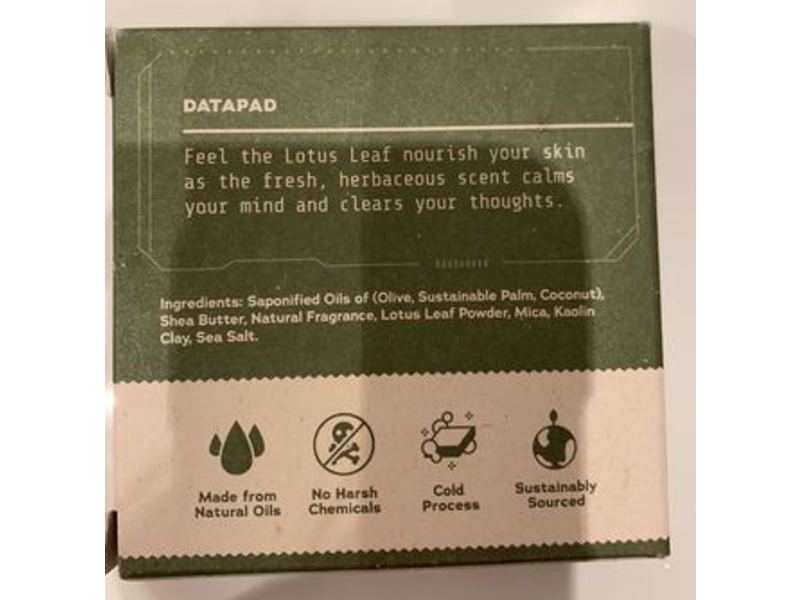 DATAPAD
Feel the Lotus Leaf nourish your skin
as the fresh, herbaceous scent calms
your mind and clears your thoughts.
Ingredients: Saponified Oils of (Olive, Sustainable Palm, Coconut),
Shea Butter, Natural Fragrance, Lotus Leaf Powder, Mica, Kaolin
Clay, Sea Salt.
Made from
Natural Oils
No Harsh
Chemicals
Cold
Process
Sustainably
Sourced